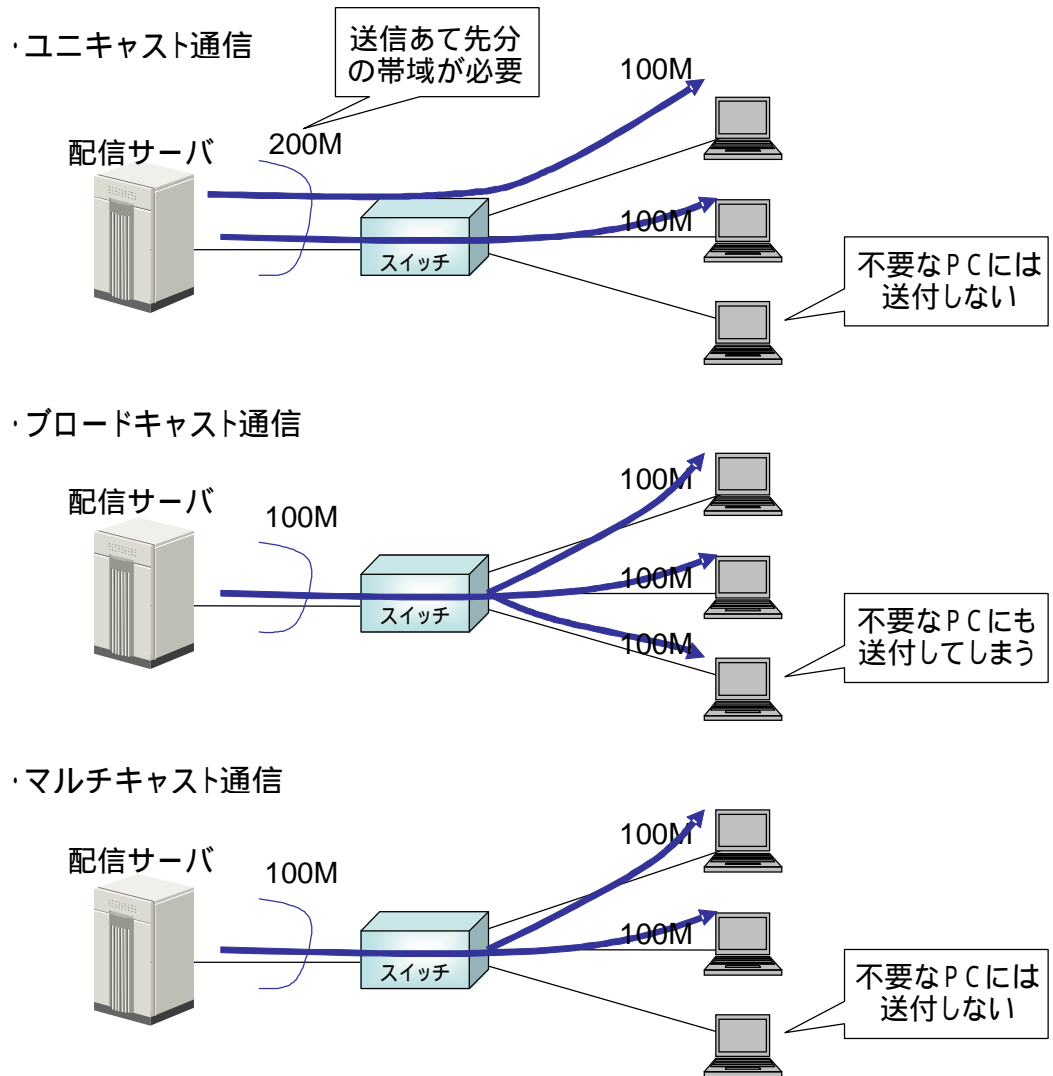 ・ユニキャスト通信
送信あて先分
の帯域が必要
100M
配信サーバ
200M
100M
スイッチ
不要なPCには
送付しない
・ブロードキャスト通信
配信サーバ
100M
100M
100M
スイッチ
100M
不要なPCにも
送付してしまう
・マルチキャスト通信
配信サーバ
100M
100M
100M
スイッチ
不要なPCには
送付しない